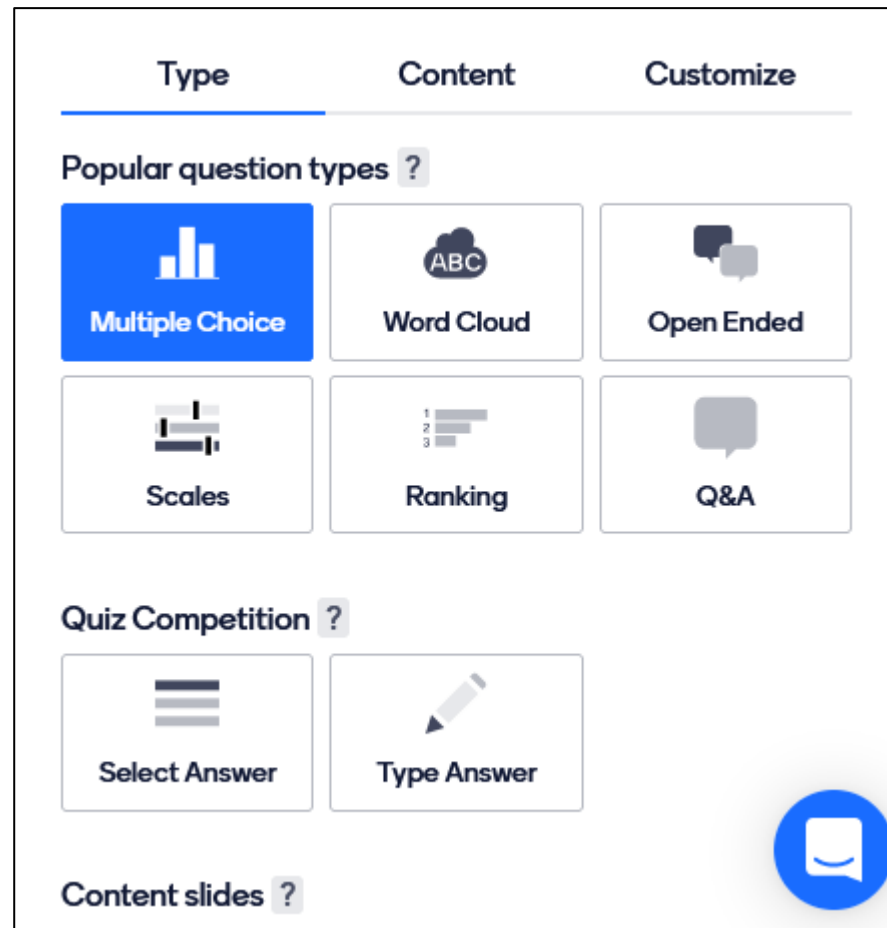 Type Content Customize
Popular question types ?
ABC
Multiple Choice Word Cloud Open Ended
1
2
3
Scales Ranking Q&A
Quiz Competition ?
Select Answer Type Answer
Content slides ?